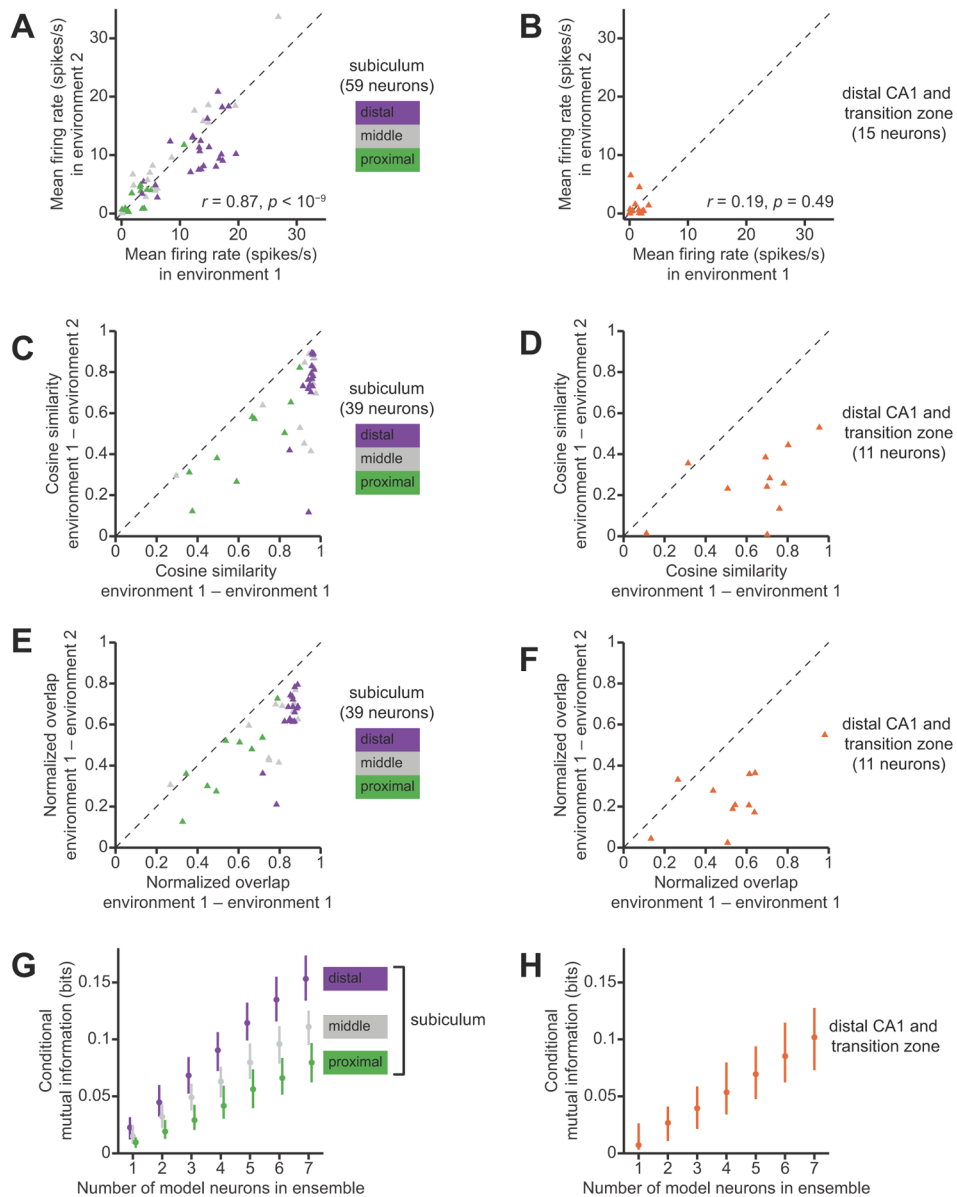 A
Mean firing rate (spikes/s)
in environment 2
30
20
10
0
0
10
20
30
Mean firing rate (spikes/s)
in environment 1
r = 0.87, p < 10⁻⁹
subiculum
(59 neurons)
distal
middle
proximal
B
Mean firing rate (spikes/s)
in environment 2
30
20
10
0
0
10
20
30
Mean firing rate (spikes/s)
in environment 1
r = 0.19, p = 0.49
distal CA1 and
transition zone
(15 neurons)
C
Cosine similarity
environment 1 – environment 2
1
0.8
0.6
0.4
0.2
0
0
0.2
0.4
0.6
0.8
1
Cosine similarity
environment 1 – environment 1
subiculum
(39 neurons)
distal
middle
proximal
D
Cosine similarity
environment 1 – environment 2
1
0.8
0.6
0.4
0.2
0
0
0.2
0.4
0.6
0.8
1
Cosine similarity
environment 1 – environment 1
distal CA1 and
transition zone
(11 neurons)
E
Normalized overlap
environment 1 – environment 2
1
0.8
0.6
0.4
0.2
0
0
0.2
0.4
0.6
0.8
1
Normalized overlap
environment 1 – environment 1
subiculum
(39 neurons)
distal
middle
proximal
F
Normalized overlap
environment 1 – environment 2
1
0.8
0.6
0.4
0.2
0
0
0.2
0.4
0.6
0.8
1
Normalized overlap
environment 1 – environment 1
distal CA1 and
transition zone
(11 neurons)
G
Conditional
mutual information (bits)
0.15
0.1
0.05
0
1
2
3
4
5
6
7
Number of model neurons in ensemble
distal
middle
proximal
subiculum
H
Conditional
mutual information (bits)
0.15
0.1
0.05
0
1
2
3
4
5
6
7
Number of model neurons in ensemble
distal CA1 and
transition zone